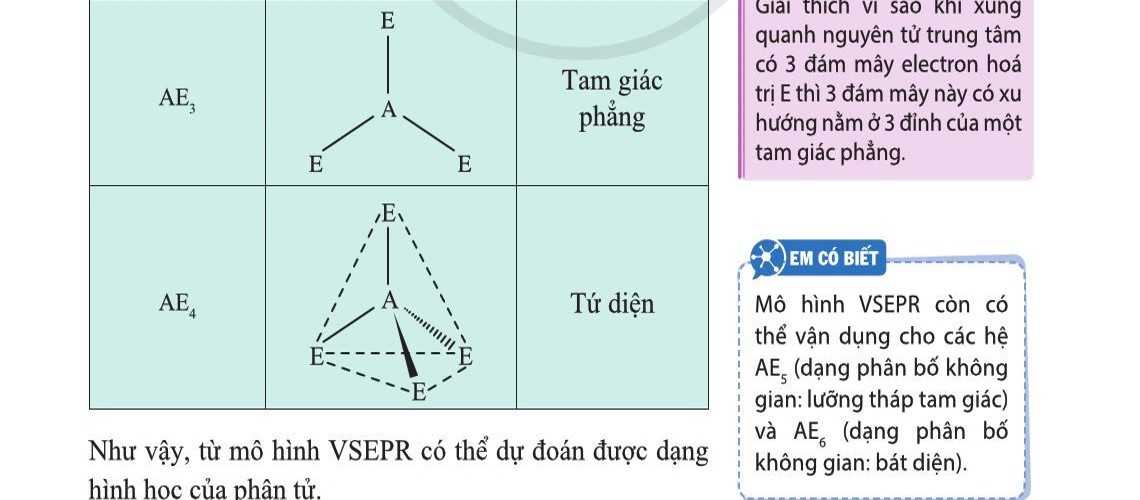 AE₃
E
A
E E
Tam giác
phẳng
AE₄
E
A
E E
E
Tứ diện
Như vậy, từ mô hình VSEPR có thể dự đoán được dạng
hình học của phân tử.
Giải thích vì sao khi xung
quanh nguyên tử trung tâm
có 3 đám mây electron hoá
trị E thì 3 đám mây này có xu
hướng nằm ở 3 đỉnh của một
tam giác phẳng.
EM CÓ BIẾT
Mô hình VSEPR còn có
thể vận dụng cho các hệ
AE₅ (dạng phân bố không
gian: lưỡng tháp tam giác)
và AE₆ (dạng phân bố
không gian: bát diện).